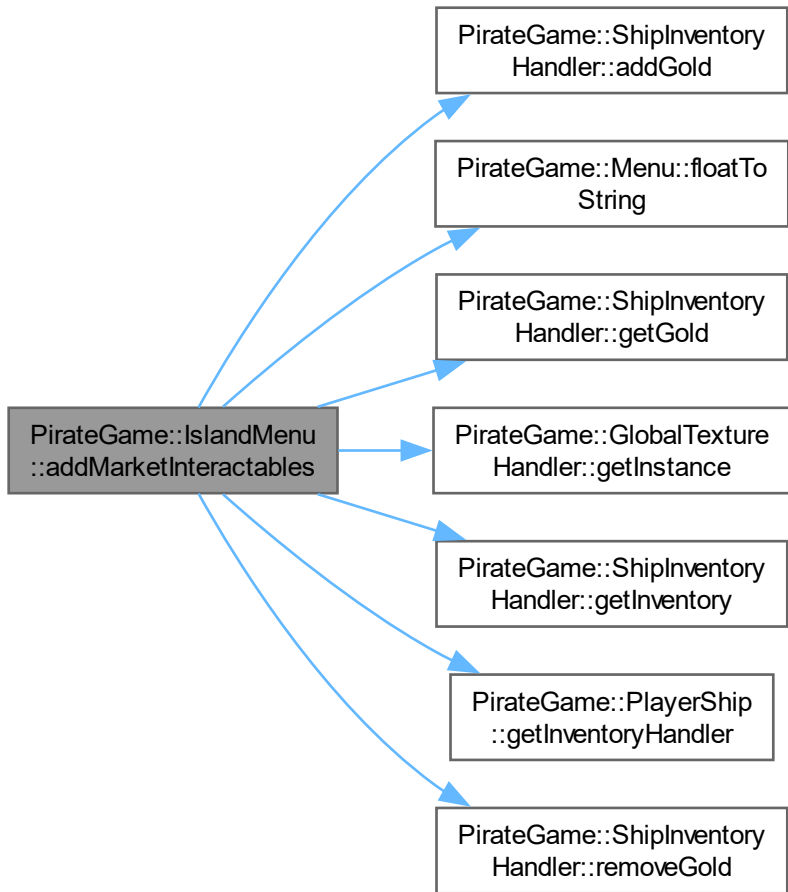 PirateGame::ShipInventory
Handler::addGold
PirateGame::Menu::floatTo
String
PirateGame::ShipInventory
Handler::getGold
PirateGame::IslandMenu
::addMarketInteractables
PirateGame::GlobalTexture
Handler::getInstance
PirateGame::ShipInventory
Handler::getInventory
PirateGame::PlayerShip
::getInventoryHandler
PirateGame::ShipInventory
Handler::removeGold